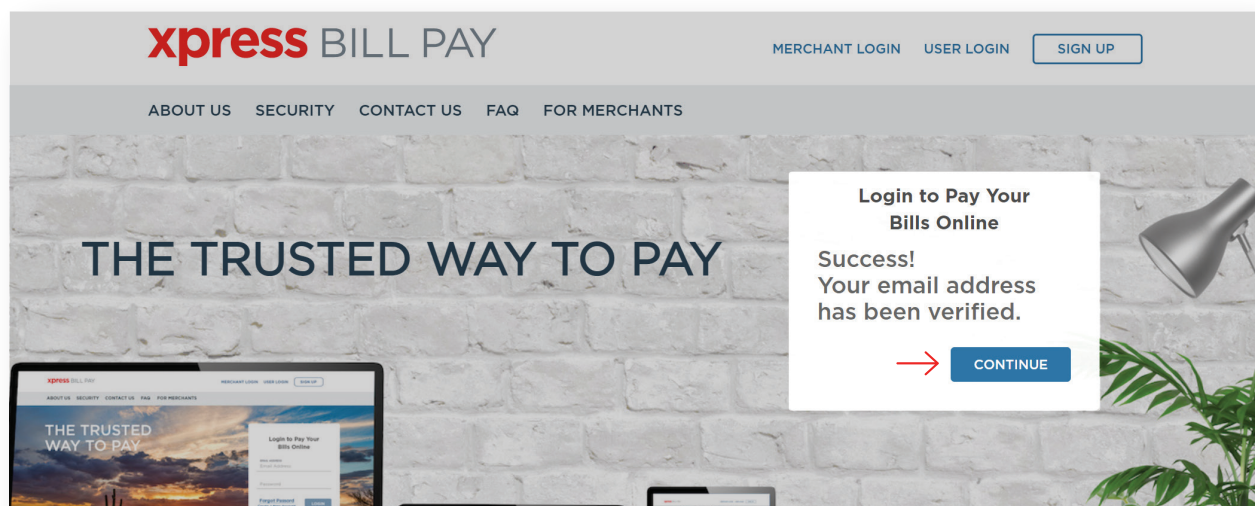 xpress BILL PAY
MERCHANT LOGIN USER LOGIN SIGN UP
ABOUT US SECURITY CONTACT US FAQ FOR MERCHANTS
THE TRUSTED WAY TO PAY
Login to Pay Your
Bills Online
Success!
Your email address
has been verified.
CONTINUE
xpress BILL PAY
MERCHANT LOGIN USER LOGIN SIGN UP
ABOUT US SECURITY CONTACT US FAQ FOR MERCHANTS
THE TRUSTED
WAY TO PAY
Login to Pay Your
Bills Online
Email Address
Password